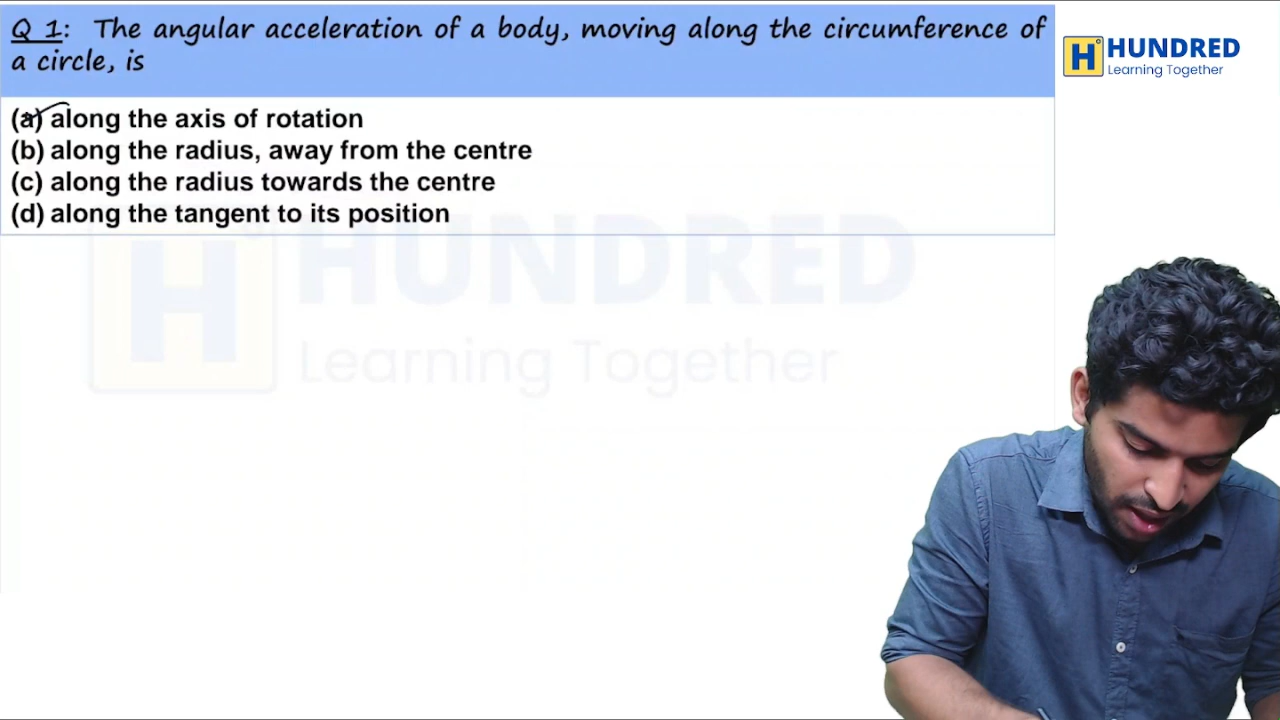 Q 1: The angular acceleration of a body, moving along the circumference of
a circle, is
H HUNDRED
Learning Together
(a) along the axis of rotation
(b) along the radius, away from the centre
(c) along the radius towards the centre
(d) along the tangent to its position
H HUNDRED
Learning Together